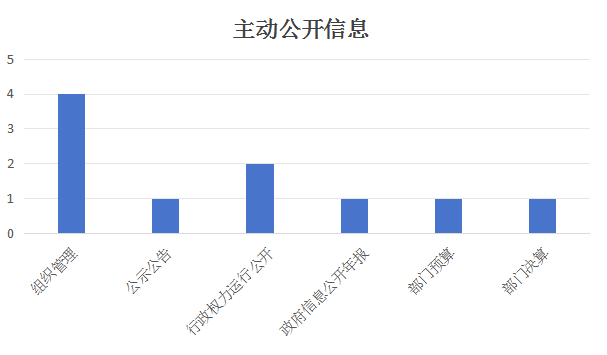 主动公开信息
5
4
3
2
1
0
组织管理
公示公告
行政权力运行公开
政府信息公开年报
部门预算
部门决算